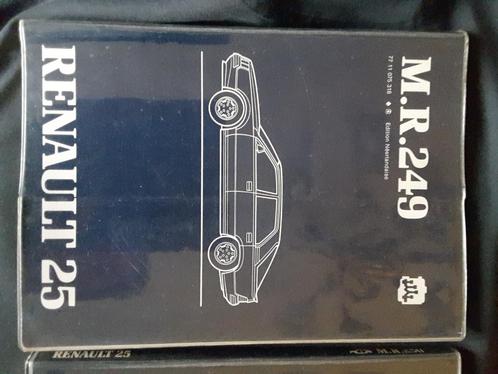 M.R.249
77 11 075 318 Edition Néerlandaise
RENAULT 25
RENAULT 25